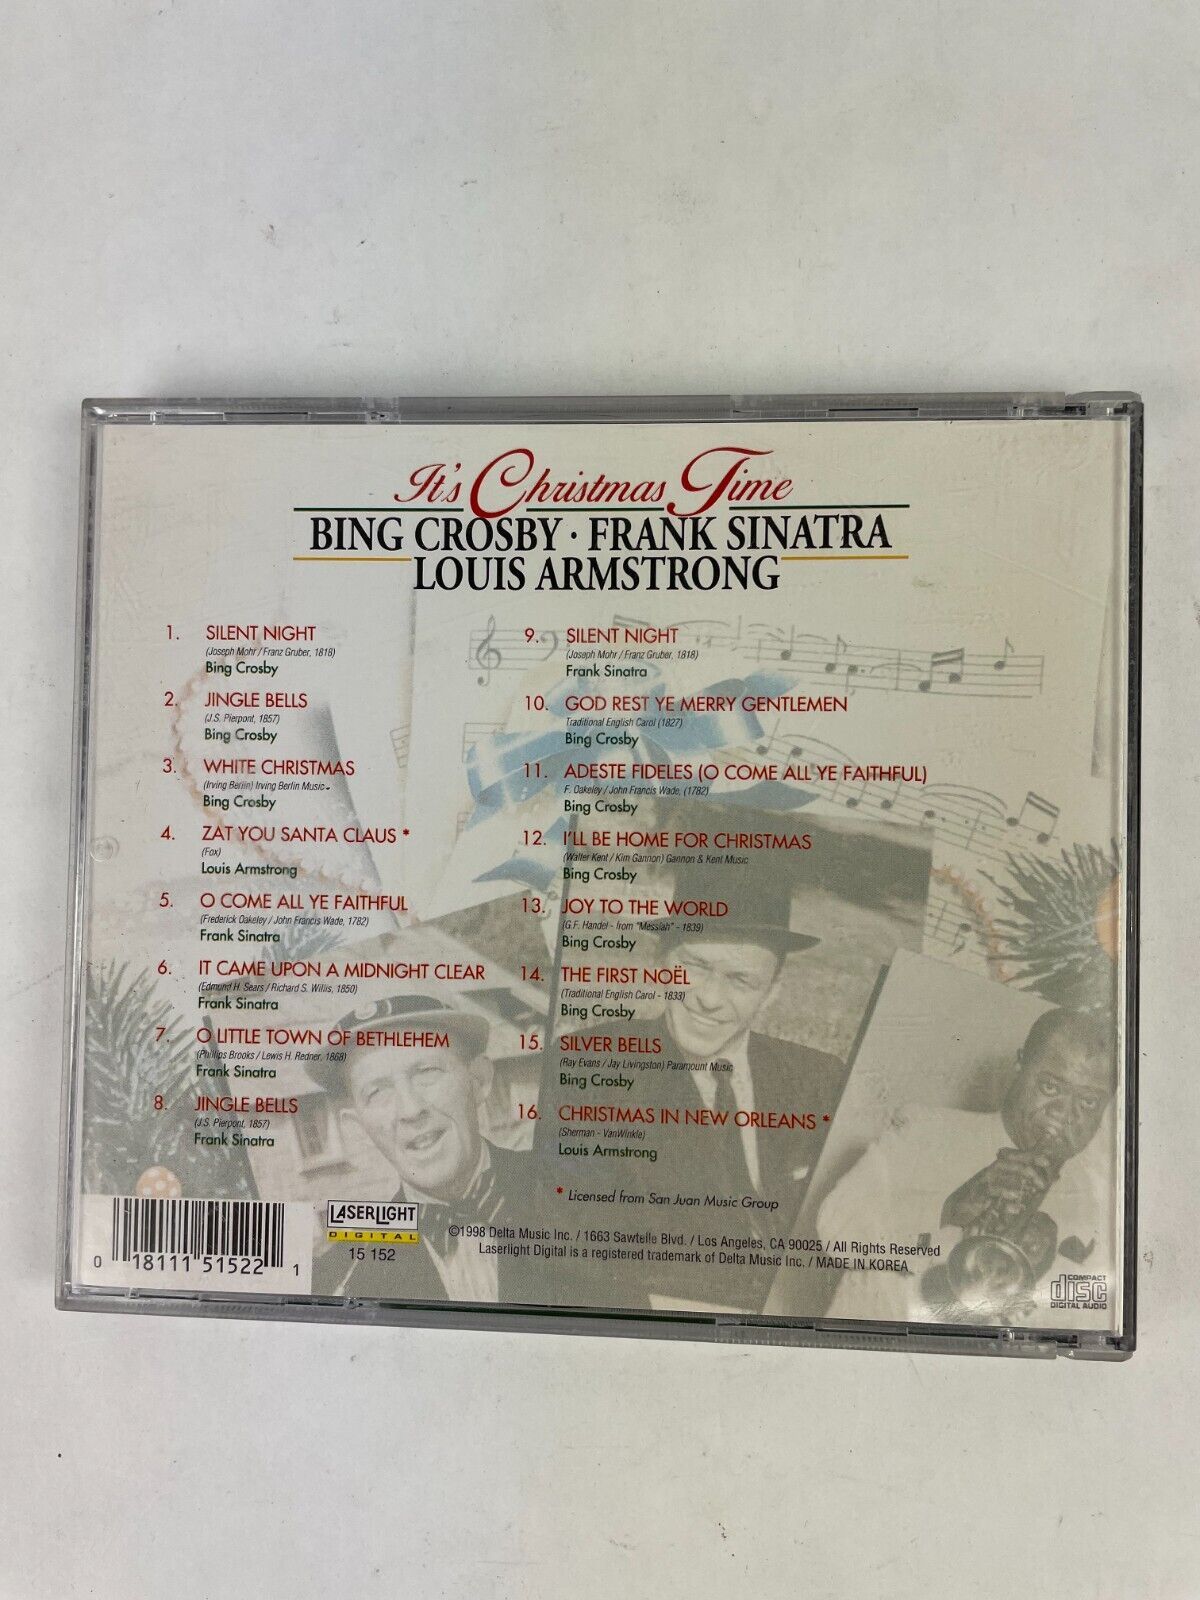 It's Christmas Time
BING CROSBY · FRANK SINATRA
LOUIS ARMSTRONG
1. SILENT NIGHT
(Joseph Mohr / Franz Gruber, 1818)
Bing Crosby
2. JINGLE BELLS
(J.S. Pierpont, 1857)
Bing Crosby
3. WHITE CHRISTMAS
(Irving Berlin) Irving Berlin Music
Bing Crosby
4. ZAT YOU SANTA CLAUS *
(Fox)
Louis Armstrong
5. O COME ALL YE FAITHFUL
(Frederick Oakeley / John Francis Wade, 1782)
Frank Sinatra
6. IT CAME UPON A MIDNIGHT CLEAR
(Edmund H. Sears / Richard S. Willis, 1850)
Frank Sinatra
7. O LITTLE TOWN OF BETHLEHEM
(Phillips Brooks / Lewis H. Redner, 1868)
Frank Sinatra
8. JINGLE BELLS
(J.S. Pierpont, 1857)
Frank Sinatra
9. SILENT NIGHT
(Joseph Mohr / Franz Gruber, 1818)
Frank Sinatra
10. GOD REST YE MERRY GENTLEMEN
Traditional English Carol (1827)
Bing Crosby
11. ADESTE FIDELES (O COME ALL YE FAITHFUL)
F. Oakeley / John Francis Wade, (1782)
Bing Crosby
12. I'LL BE HOME FOR CHRISTMAS
(Walter Kent / Kim Gannon) Gannon & Kent Music
Bing Crosby
13. JOY TO THE WORLD
(G.F. Handel - from "Messiah" - 1839)
Bing Crosby
14. THE FIRST NOËL
(Traditional English Carol - 1833)
Bing Crosby
15. SILVER BELLS
(Ray Evans / Jay Livingston) Paramount Music
Bing Crosby
16. CHRISTMAS IN NEW ORLEANS *
(Sherman - VanWinkle)
Louis Armstrong
* Licensed from San Juan Music Group
0 18111 51522 1
LASERLIGHT
DIGITAL
15 152
©1998 Delta Music Inc. / 1663 Sawtelle Blvd. / Los Angeles, CA 90025 / All Rights Reserved
Laserlight Digital is a registered trademark of Delta Music Inc. / MADE IN KOREA
COMPACT
disc
DIGITAL AUDIO